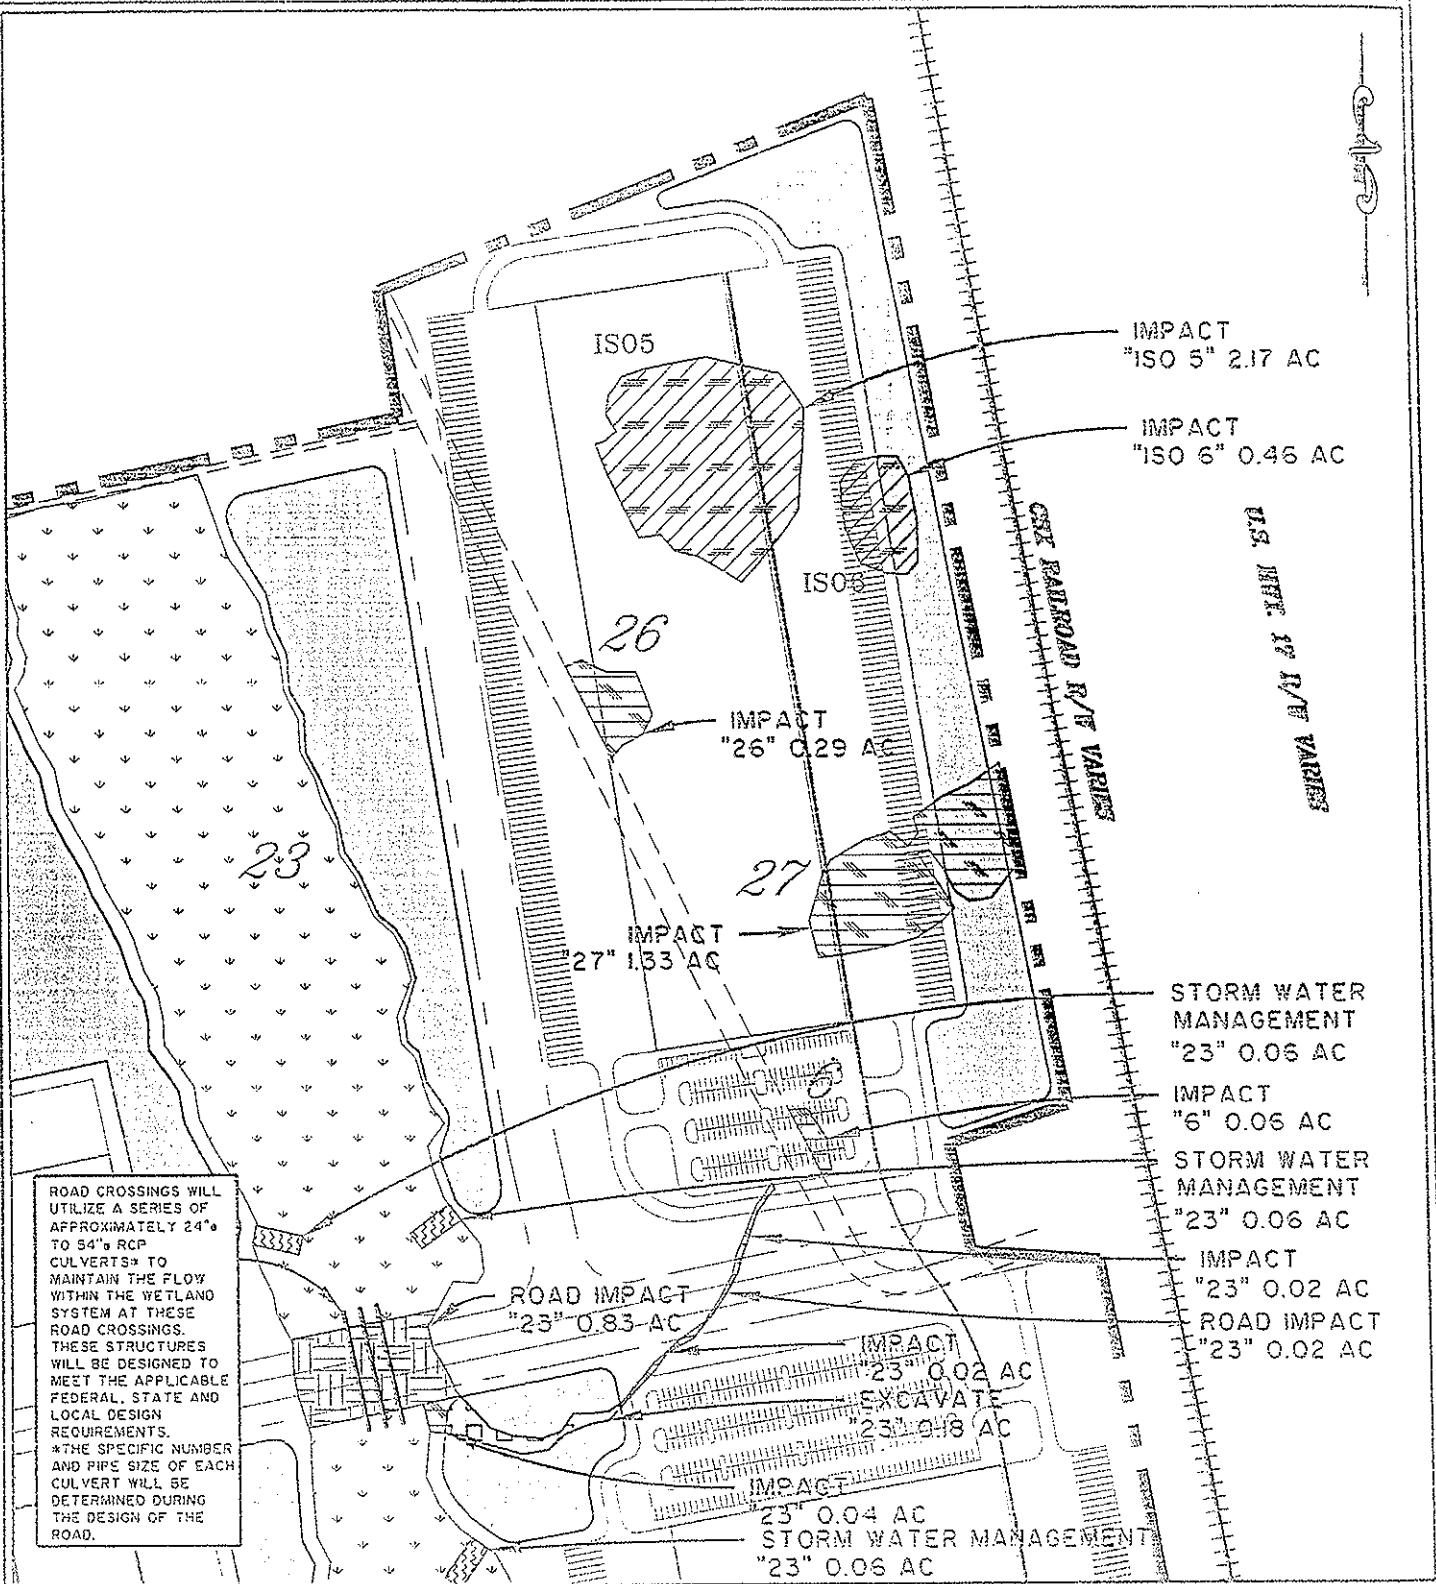 IS05
IMPACT
"ISO 5" 2.17 AC
IMPACT
"ISO 6" 0.46 AC
IS06
CSX RAILROAD R/W VARIES
U.S. HWY. 17 R/W VARIES
26
IMPACT
"26" 0.29 AC
23
27
IMPACT
"27" 1.33 AC
STORM WATER
MANAGEMENT
"23" 0.06 AC
6
IMPACT
"6" 0.06 AC
STORM WATER
MANAGEMENT
"23" 0.06 AC
IMPACT
"23" 0.02 AC
ROAD IMPACT
"23" 0.02 AC
ROAD IMPACT
"23" 0.83 AC
IMPACT
"23" 0.02 AC
EXCAVATE
"23" 0.18 AC
IMPACT
"23" 0.04 AC
STORM WATER MANAGEMENT
"23" 0.06 AC
ROAD CROSSINGS WILL
UTILIZE A SERIES OF
APPROXIMATELY 24"ø
TO 54"ø RCP
CULVERTS* TO
MAINTAIN THE FLOW
WITHIN THE WETLAND
SYSTEM AT THESE
ROAD CROSSINGS.
THESE STRUCTURES
WILL BE DESIGNED TO
MEET THE APPLICABLE
FEDERAL, STATE AND
LOCAL DESIGN
REQUIREMENTS.
*THE SPECIFIC NUMBER
AND PIPE SIZE OF EACH
CULVERT WILL BE
DETERMINED DURING
THE DESIGN OF THE
ROAD.